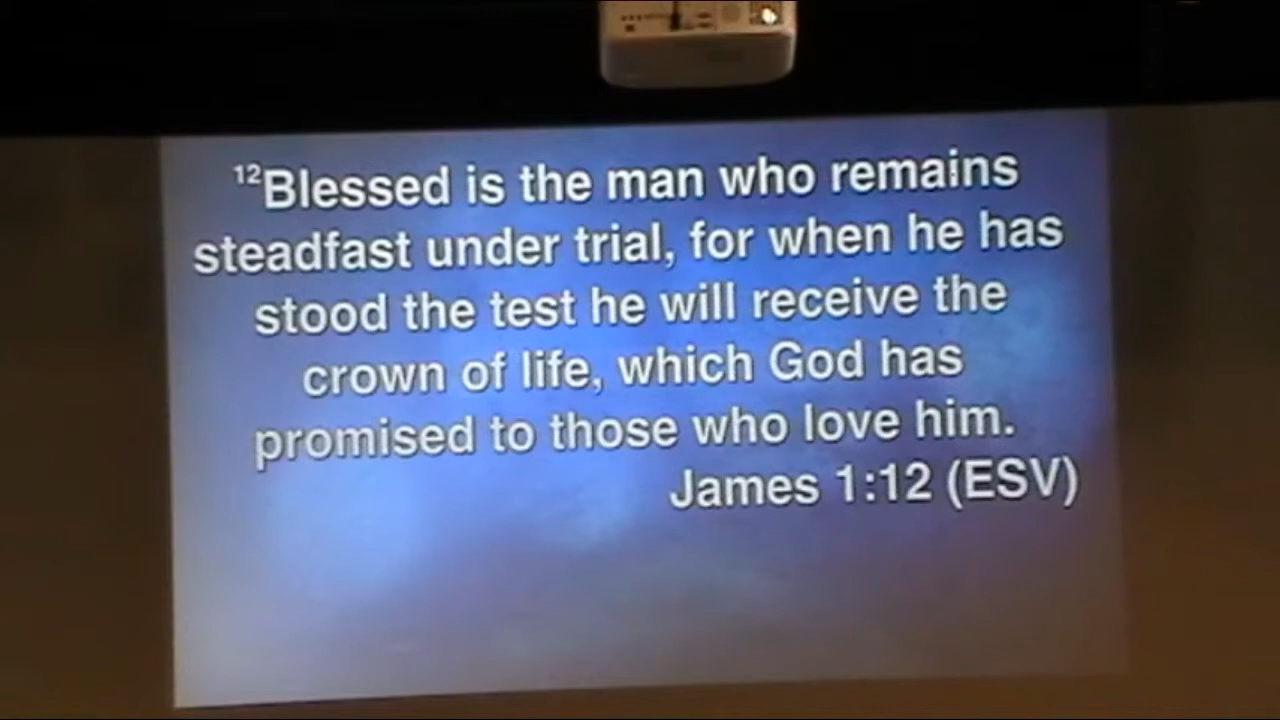 ¹²Blessed is the man who remains
steadfast under trial, for when he has
stood the test he will receive the
crown of life, which God has
promised to those who love him.
James 1:12 (ESV)